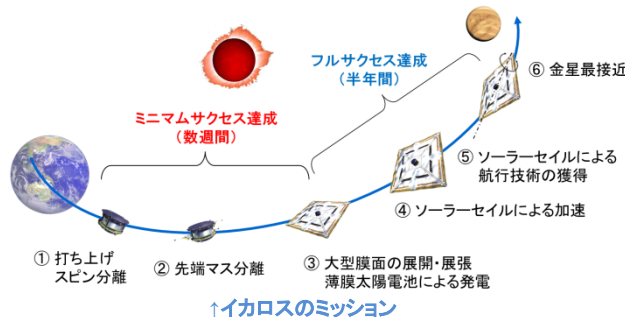 フルサクセス達成
(半年間)
⑥ 金星最接近
ミニマムサクセス達成
(数週間)
⑤ ソーラーセイルによる
航行技術の獲得
④ ソーラーセイルによる加速
① 打ち上げ
スピン分離
② 先端マス分離
③ 大型膜面の展開・展張
薄膜太陽電池による発電
↑イカロスのミッション